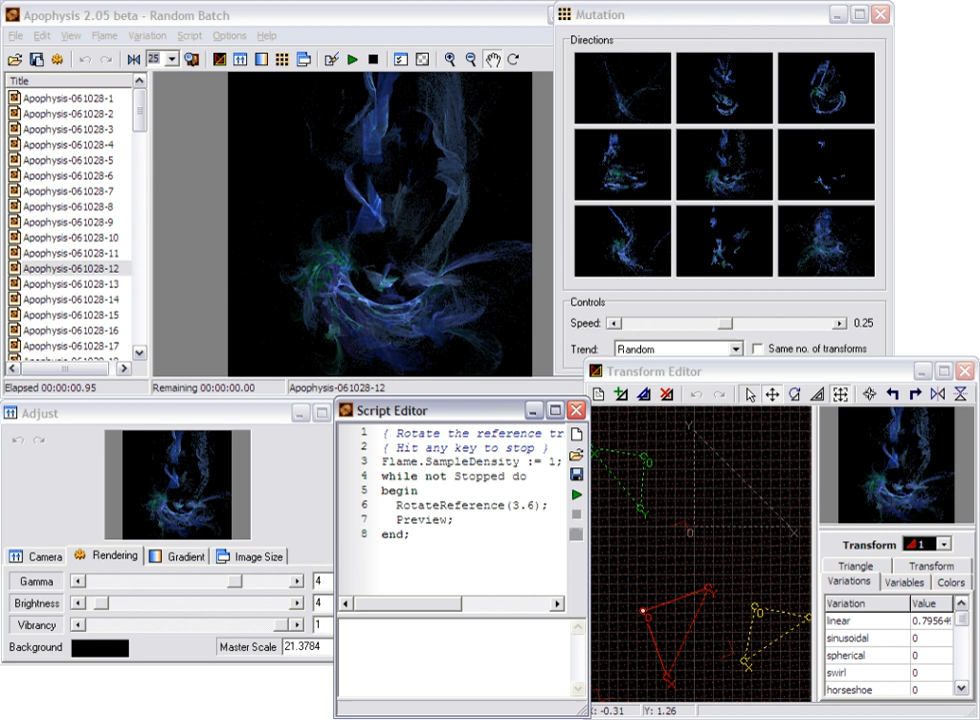 Apophysis 2.05 beta - Random Batch
File Edit View Flame Variation Script Options Help
25
Title
Apophysis-061028-1
Apophysis-061028-2
Apophysis-061028-3
Apophysis-061028-4
Apophysis-061028-5
Apophysis-061028-6
Apophysis-061028-7
Apophysis-061028-8
Apophysis-061028-9
Apophysis-061028-10
Apophysis-061028-11
Apophysis-061028-12
Apophysis-061028-13
Apophysis-061028-14
Apophysis-061028-15
Apophysis-061028-16
Apophysis-061028-17
Elapsed 00:00:00.95
Remaining 00:00:00.00
Apophysis-061028-12
Mutation
Directions
Controls
Speed: 0.25
Trend: Random
Same no. of transforms
Adjust
Camera Rendering Gradient Image Size
Gamma 4
Brightness 4
Vibrancy 1
Background
Master Scale 21.3784
Script Editor
1 { Rotate the reference tr
2 { Hit any key to stop }
3 Flame.SampleDensity := 1;
4 while not Stopped do
5 begin
6 RotateReference(3.6);
7 Preview;
8 end;
Transform Editor
Y
O
Y
O
X
O
Y
X
O
X
X: -0.31 Y: 1.26
Transform 1
Triangle Transform
Variations Variables Colors
Variation Value
linear 0.79564
sinusoidal 0
spherical 0
swirl 0
horseshoe 0